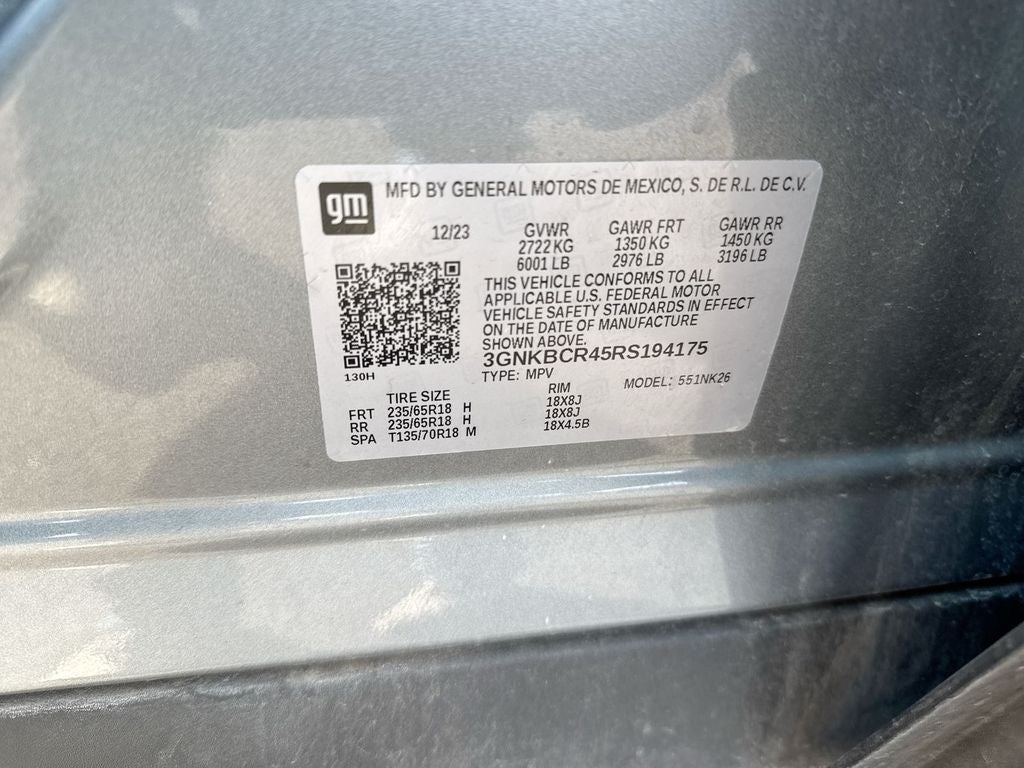 gm
MFD BY GENERAL MOTORS DE MEXICO, S. DE R.L. DE C.V.
12/23 GVWR GAWR FRT GAWR RR
2722 KG 1350 KG 1450 KG
6001 LB 2976 LB 3196 LB
THIS VEHICLE CONFORMS TO ALL
APPLICABLE U.S. FEDERAL MOTOR
VEHICLE SAFETY STANDARDS IN EFFECT
ON THE DATE OF MANUFACTURE
SHOWN ABOVE.
3GNKBCR45RS194175
130H
TYPE: MPV MODEL: 551NK26
TIRE SIZE RIM
FRT 235/65R18 H 18X8J
RR 235/65R18 H 18X8J
SPA T135/70R18 M 18X4.5B